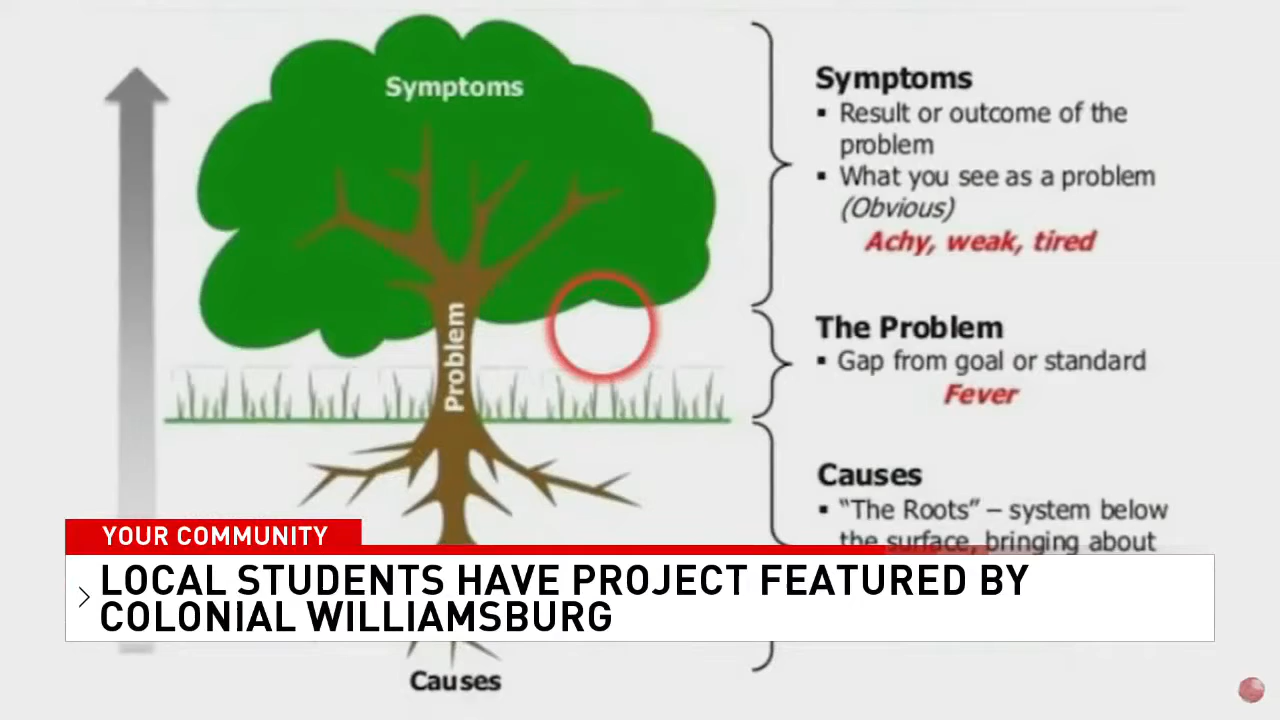 Symptoms
Problem
Causes
Symptoms
▪ Result or outcome of the
problem
▪ What you see as a problem
(Obvious)
Achy, weak, tired
The Problem
▪ Gap from goal or standard
Fever
Causes
▪ “The Roots” – system below
the surface, bringing about
YOUR COMMUNITY
LOCAL STUDENTS HAVE PROJECT FEATURED BY
COLONIAL WILLIAMSBURG